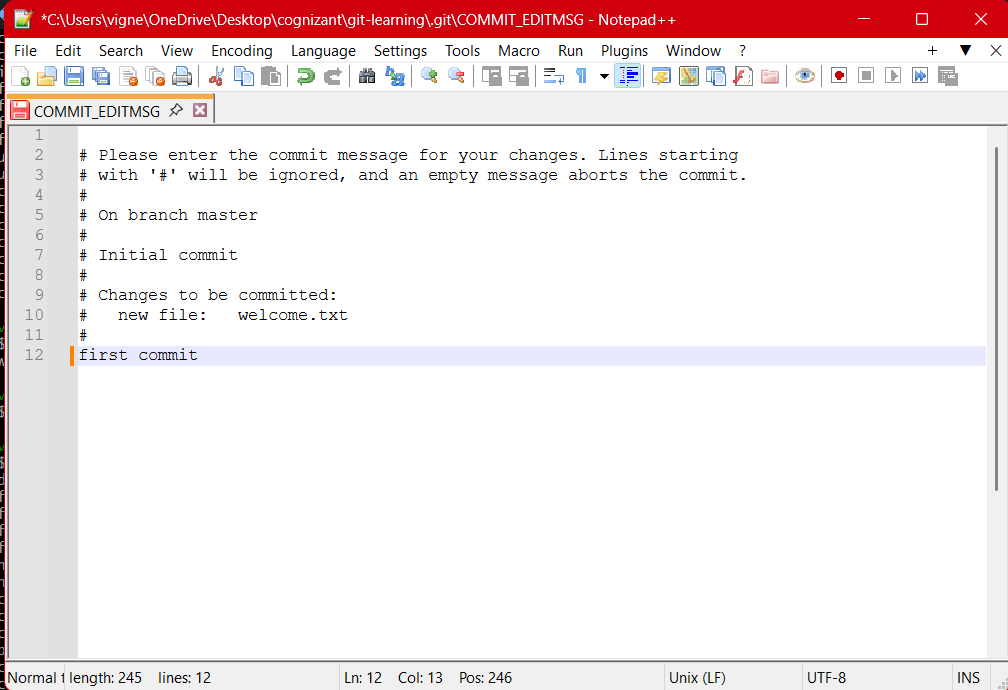 *C:\Users\vigne\OneDrive\Desktop\cognizant\git-learning\.git\COMMIT_EDITMSG - Notepad++
File Edit Search View Encoding Language Settings Tools Macro Run Plugins Window ? + ▼ X
COMMIT_EDITMSG
1
2 # Please enter the commit message for your changes. Lines starting
3 # with '#' will be ignored, and an empty message aborts the commit.
4 #
5 # On branch master
6 #
7 # Initial commit
8 #
9 # Changes to be committed:
10 #   new file:   welcome.txt
11 #
12 first commit
Normal t length: 245 lines: 12 Ln: 12 Col: 13 Pos: 246 Unix (LF) UTF-8 INS